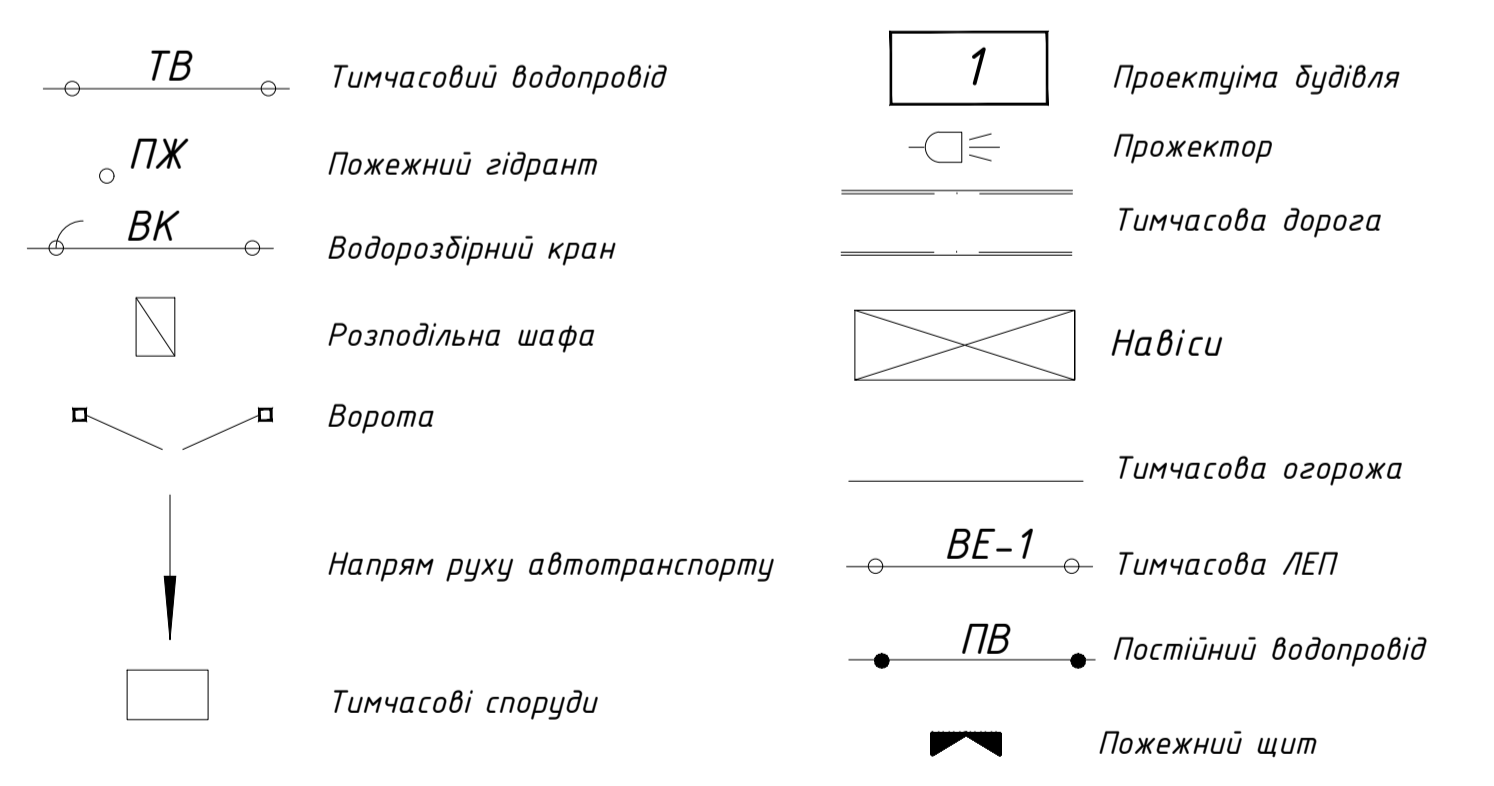 ТВ
Тимчасовий водопровід
ПЖ
Пожежний гідрант
ВК
Водорозбірний кран
Розподільна шафа
Ворота
Напрям руху автотранспорту
Тимчасові споруди
1
Проектуіма будівля
Прожектор
Тимчасова дорога
Навіси
Тимчасова огорожа
ВЕ-1
Тимчасова ЛЕП
ПВ
Постійний водопровід
Пожежний щит